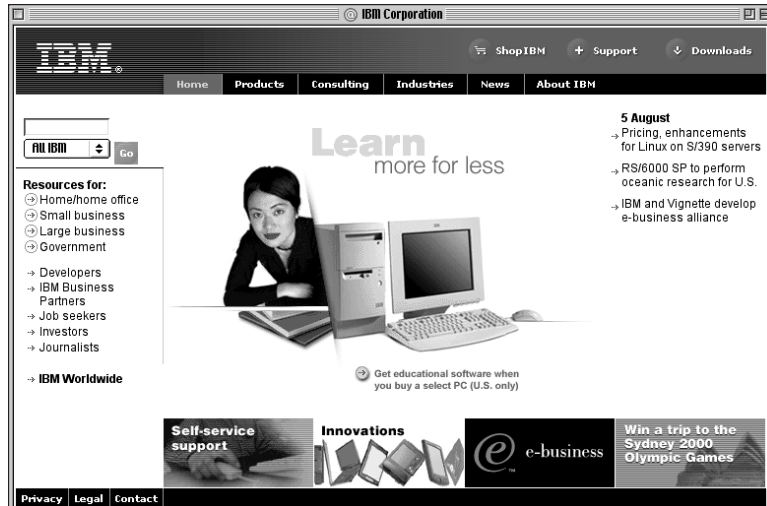 IBM Corporation
IBM®
ShopIBM
Support
Downloads
Home
Products
Consulting
Industries
News
About IBM
All IBM
Go
Resources for:
Home/home office
Small business
Large business
Government
Developers
IBM Business
Partners
Job seekers
Investors
Journalists
IBM Worldwide
Learn
more for less
Get educational software when
you buy a select PC (U.S. only)
5 August
Pricing, enhancements
for Linux on S/390 servers
RS/6000 SP to perform
oceanic research for U.S.
IBM and Vignette develop
e-business alliance
Self-service
support
Innovations
e e-business
Win a trip to the
Sydney 2000
Olympic Games
Privacy
Legal
Contact